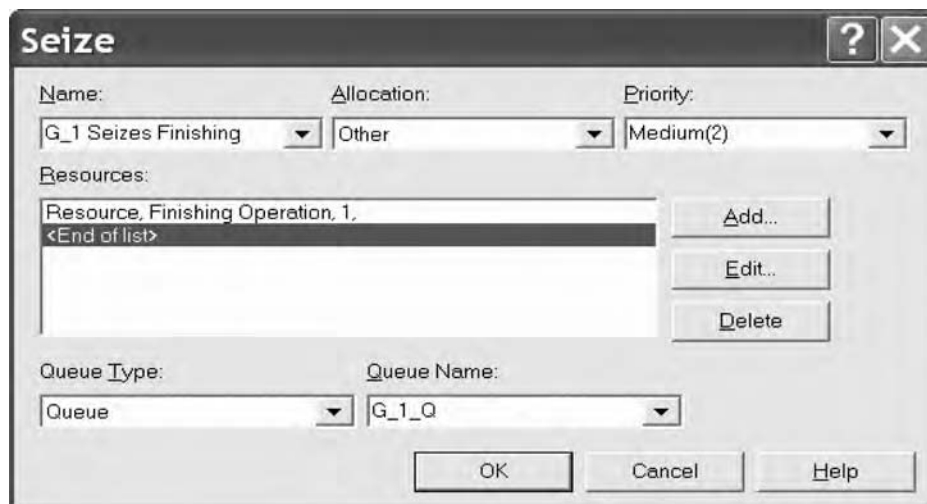 Seize
Name: Allocation: Priority:
G_1 Seizes Finishing Other Medium(2)
Resources:
Resource, Finishing Operation, 1,
<End of list>
Add...
Edit...
Delete
Queue Type: Queue Name:
Queue G_1_Q
OK Cancel Help